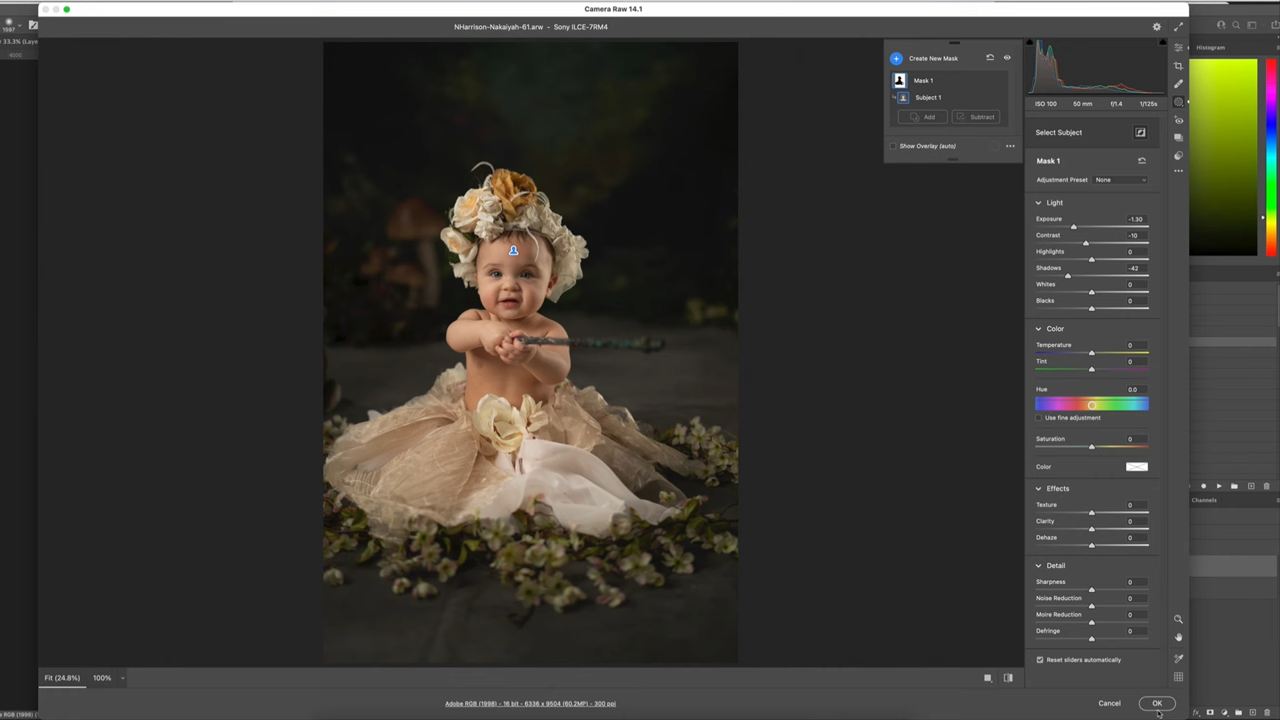 Camera Raw 14.1
NHarrison-Nakaiyah-61.arw - Sony ILCE-7RM4
Create New Mask
Mask 1
Subject 1
Add Subtract
Show Overlay (auto)
ISO 100 50 mm f/1.4 1/125s
Select Subject
Mask 1
Adjustment Preset None
Light
Exposure -1.30
Contrast -10
Highlights 0
Shadows -42
Whites 0
Blacks 0
Color
Temperature 0
Tint 0
Hue 0.0
Use fine adjustment
Saturation 0
Color
Effects
Texture 0
Clarity 0
Dehaze 0
Detail
Sharpness 0
Noise Reduction 0
Moire Reduction 0
Defringe 0
Reset sliders automatically
Fit (24.8%) 100%
Adobe RGB (1998) - 16 bit - 6336 x 9504 (60.2MP) - 300 ppi
Cancel OK
Histogram
Channels
33.3% (Laye
4000
1597